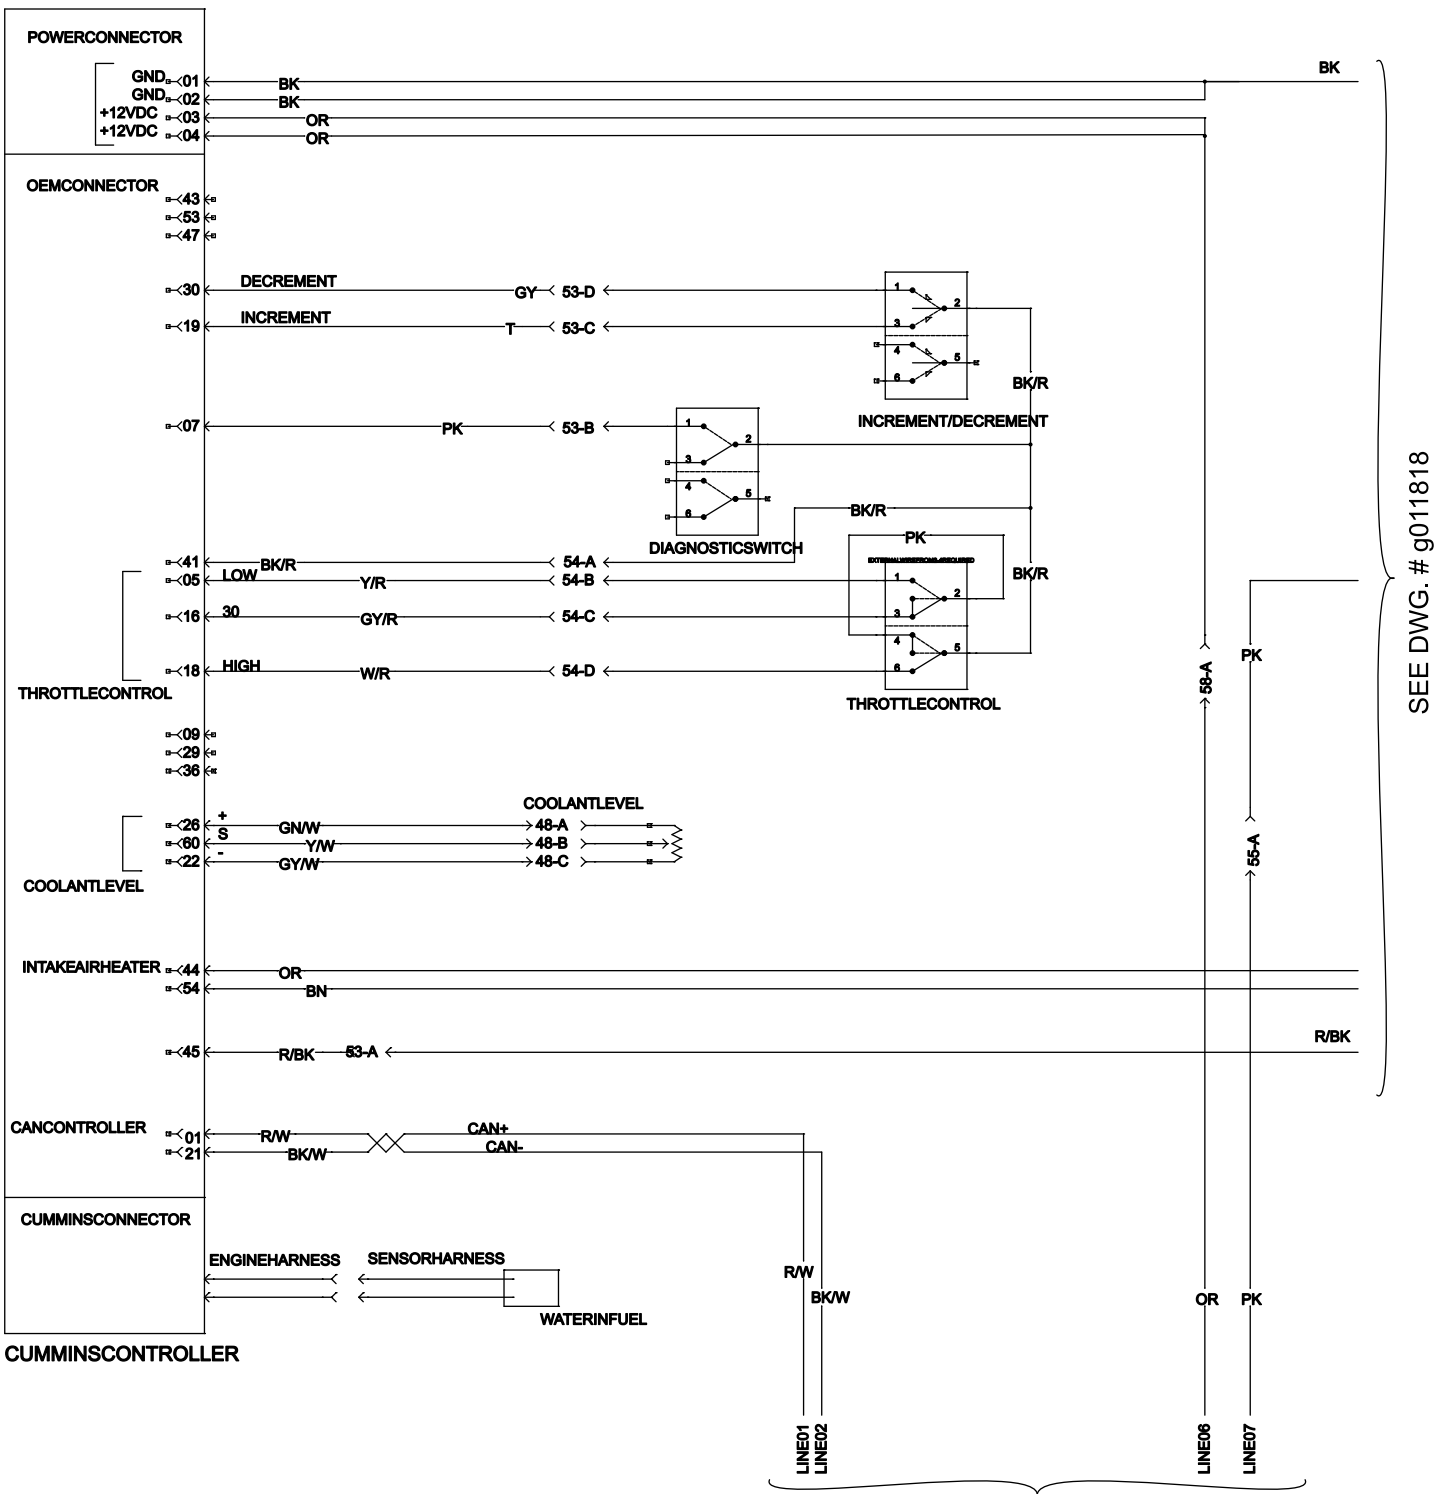 POWERCONNECTOR
GND 01 BK BK
GND 02 BK
+12VDC 03 OR
+12VDC 04 OR
OEMCONNECTOR
43
53
47
30 DECREMENT GY 53-D 1 2
19 INCREMENT T 53-C 3
4 5
6
BK/R
INCREMENT/DECREMENT
07 PK 53-B 1 2
3
4 5
6
DIAGNOSTICSWITCH
BK/R
PK
41 BK/R 54-A
BK/R
05 LOW Y/R 54-B 1 2
16 30 GY/R 54-C 3
4 5
18 HIGH W/R 54-D 6
THROTTLECONTROL
THROTTLECONTROL
58-A
PK
SEE DWG. # g011818
09
29
36
COOLANTLEVEL
26 + GN/W 48-A
60 S Y/W 48-B
22 - GY/W 48-C
COOLANTLEVEL
55-A
INTAKEAIRHEATER 44 OR
54 BN
45 R/BK 53-A R/BK
CANCONTROLLER 01 R/W CAN+
21 BK/W CAN-
CUMMINSCONNECTOR
ENGINEHARNESS SENSORHARNESS
WATERINFUEL
R/W
BK/W
OR PK
CUMMINSCONTROLLER
LINE01
LINE02
LINE06
LINE07